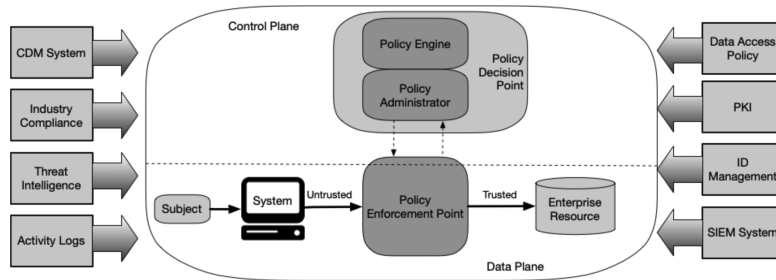 Control Plane
CDM System
Industry
Compliance
Threat
Intelligence
Activity Logs
Policy Engine
Policy
Administrator
Policy
Decision
Point
Subject
System
Untrusted
Policy
Enforcement Point
Trusted
Enterprise
Resource
Data Plane
Data Access
Policy
PKI
ID
Management
SIEM System